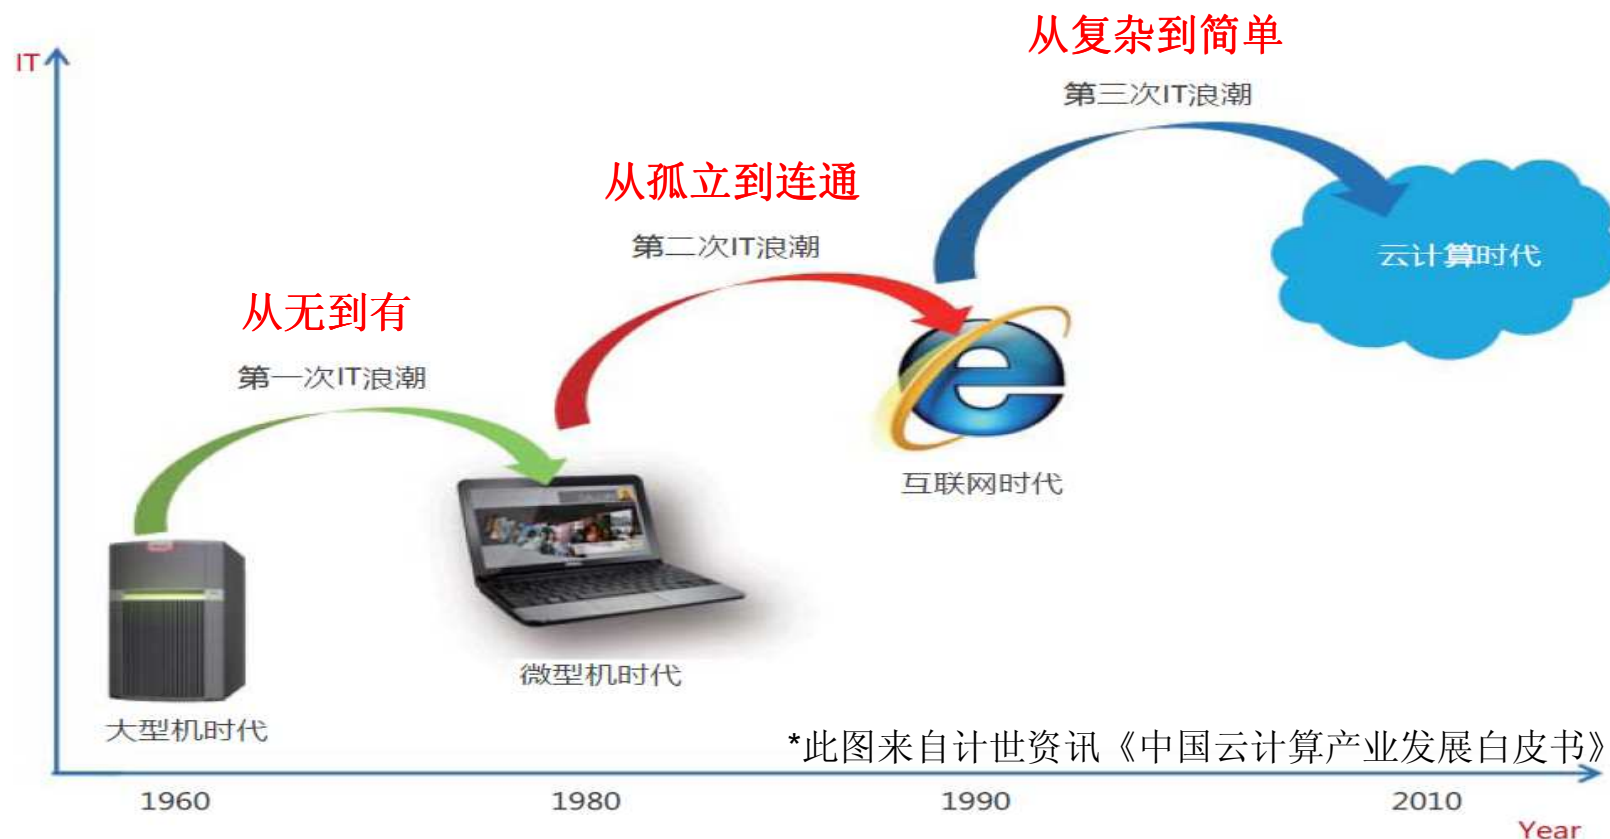 从复杂到简单
IT
第三次IT浪潮
从孤立到连通
第二次IT浪潮
云计算时代
从无到有
第一次IT浪潮
互联网时代
微型机时代
大型机时代
*此图来自计世资讯《中国云计算产业发展白皮书》
1960
1980
1990
2010
Year